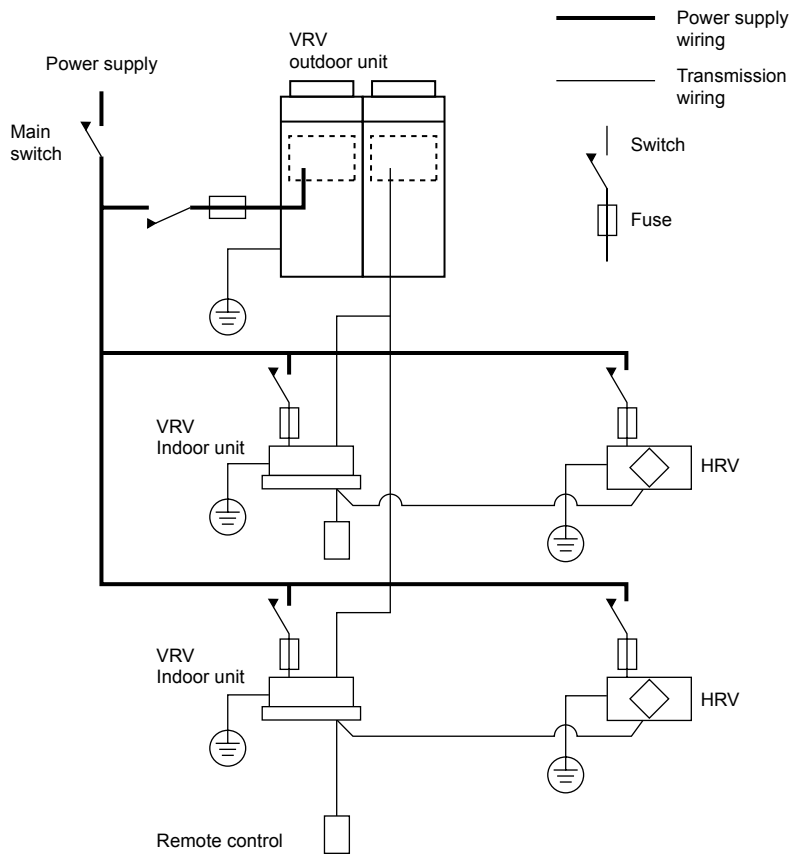 VRV
outdoor unit
Power supply
wiring
Transmission
wiring
Power supply
Main
switch
Switch
Fuse
VRV
Indoor unit
HRV
VRV
Indoor unit
HRV
Remote control